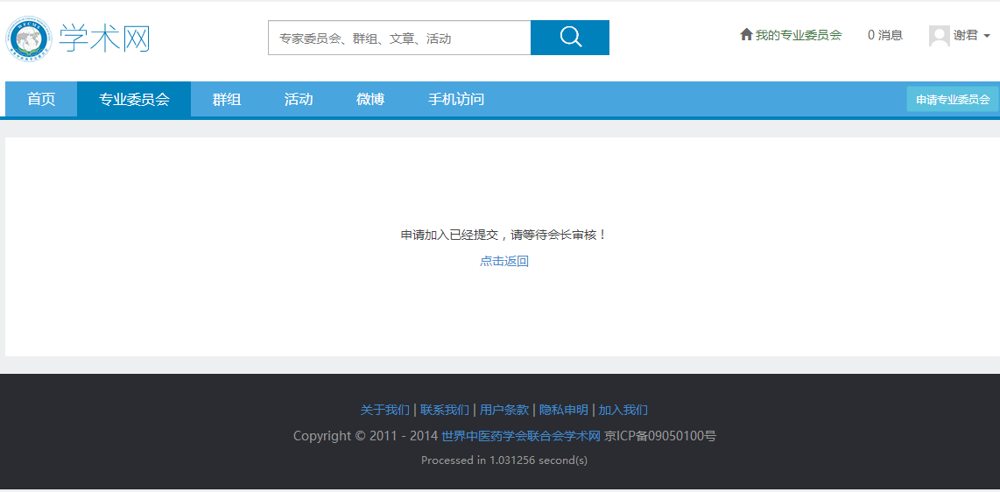 学术网
专家委员会、群组、文章、活动
我的专业委员会
0 消息
谢君
首页 专业委员会 群组 活动 微博 手机访问
申请专业委员会
申请加入已经提交，请等待会长审核！
点击返回
关于我们 | 联系我们 | 用户条款 | 隐私申明 | 加入我们
Copyright © 2011 - 2014 世界中医药学会联合会学术网 京ICP备09050100号
Processed in 1.031256 second(s)